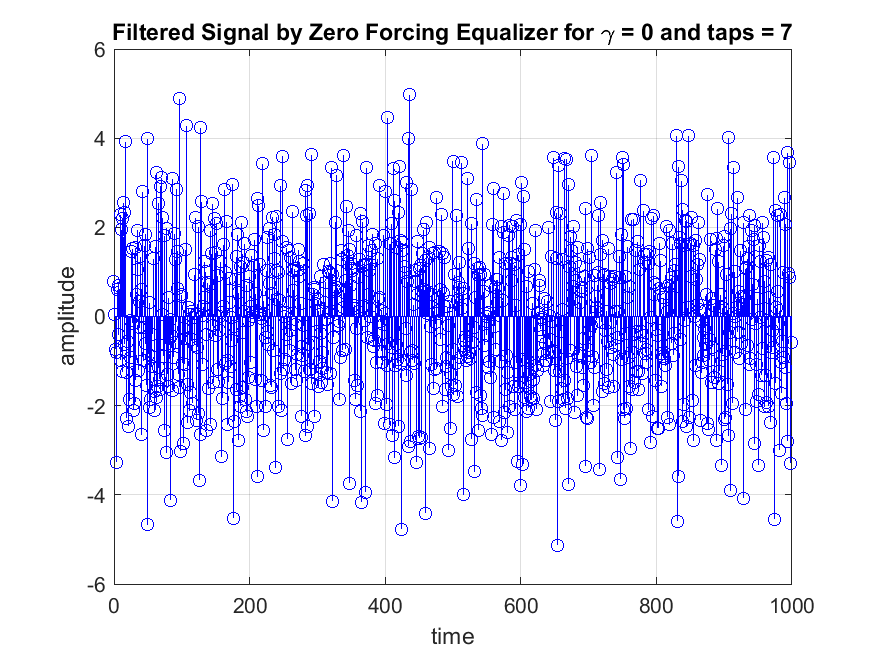 Filtered Signal by Zero Forcing Equalizer for γ = 0 and taps = 7
6
4
2
0
-2
-4
-6
amplitude
0 200 400 600 800 1000
time